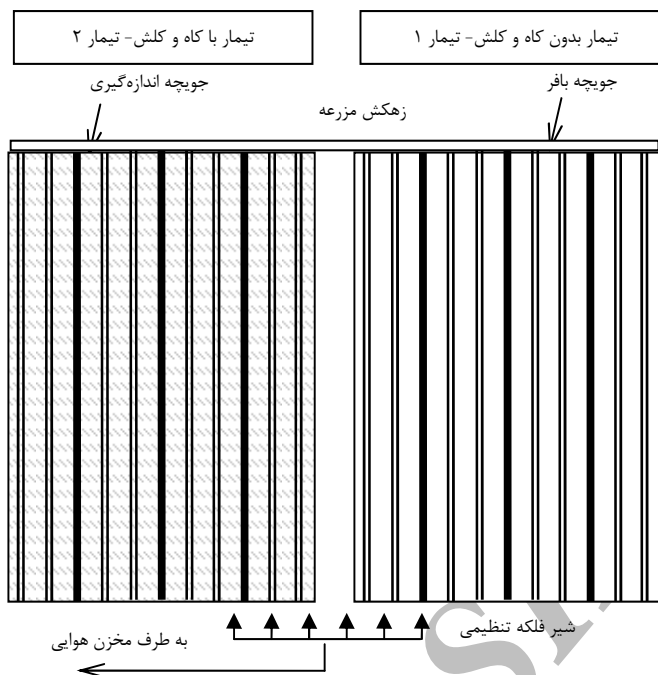 تیمار بدون کاه و کلش- تیمار ۱
تیمار با کاه و کلش- تیمار ۲
جویچه بافر
جویچه اندازه‌گیری
زهکش مزرعه
شیر فلکه تنظیمی
به طرف مخزن هوایی